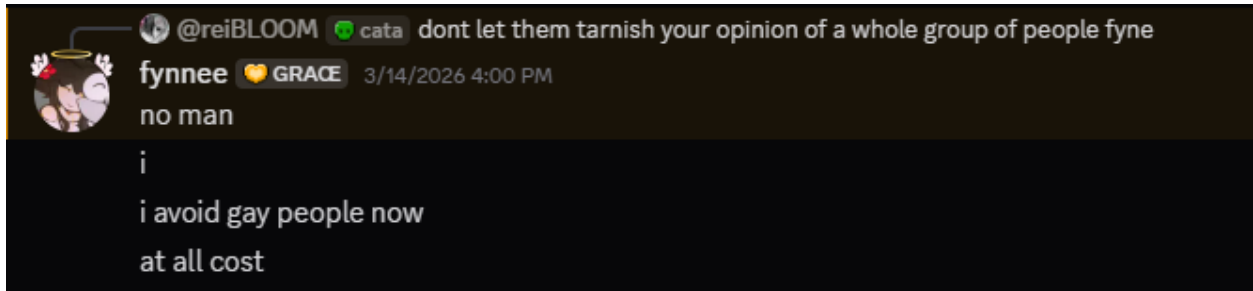 @reiBLOOM cata dont let them tarnish your opinion of a whole group of people fyne
fynnee GRACE 3/14/2026 4:00 PM
no man
i
i avoid gay people now
at all cost